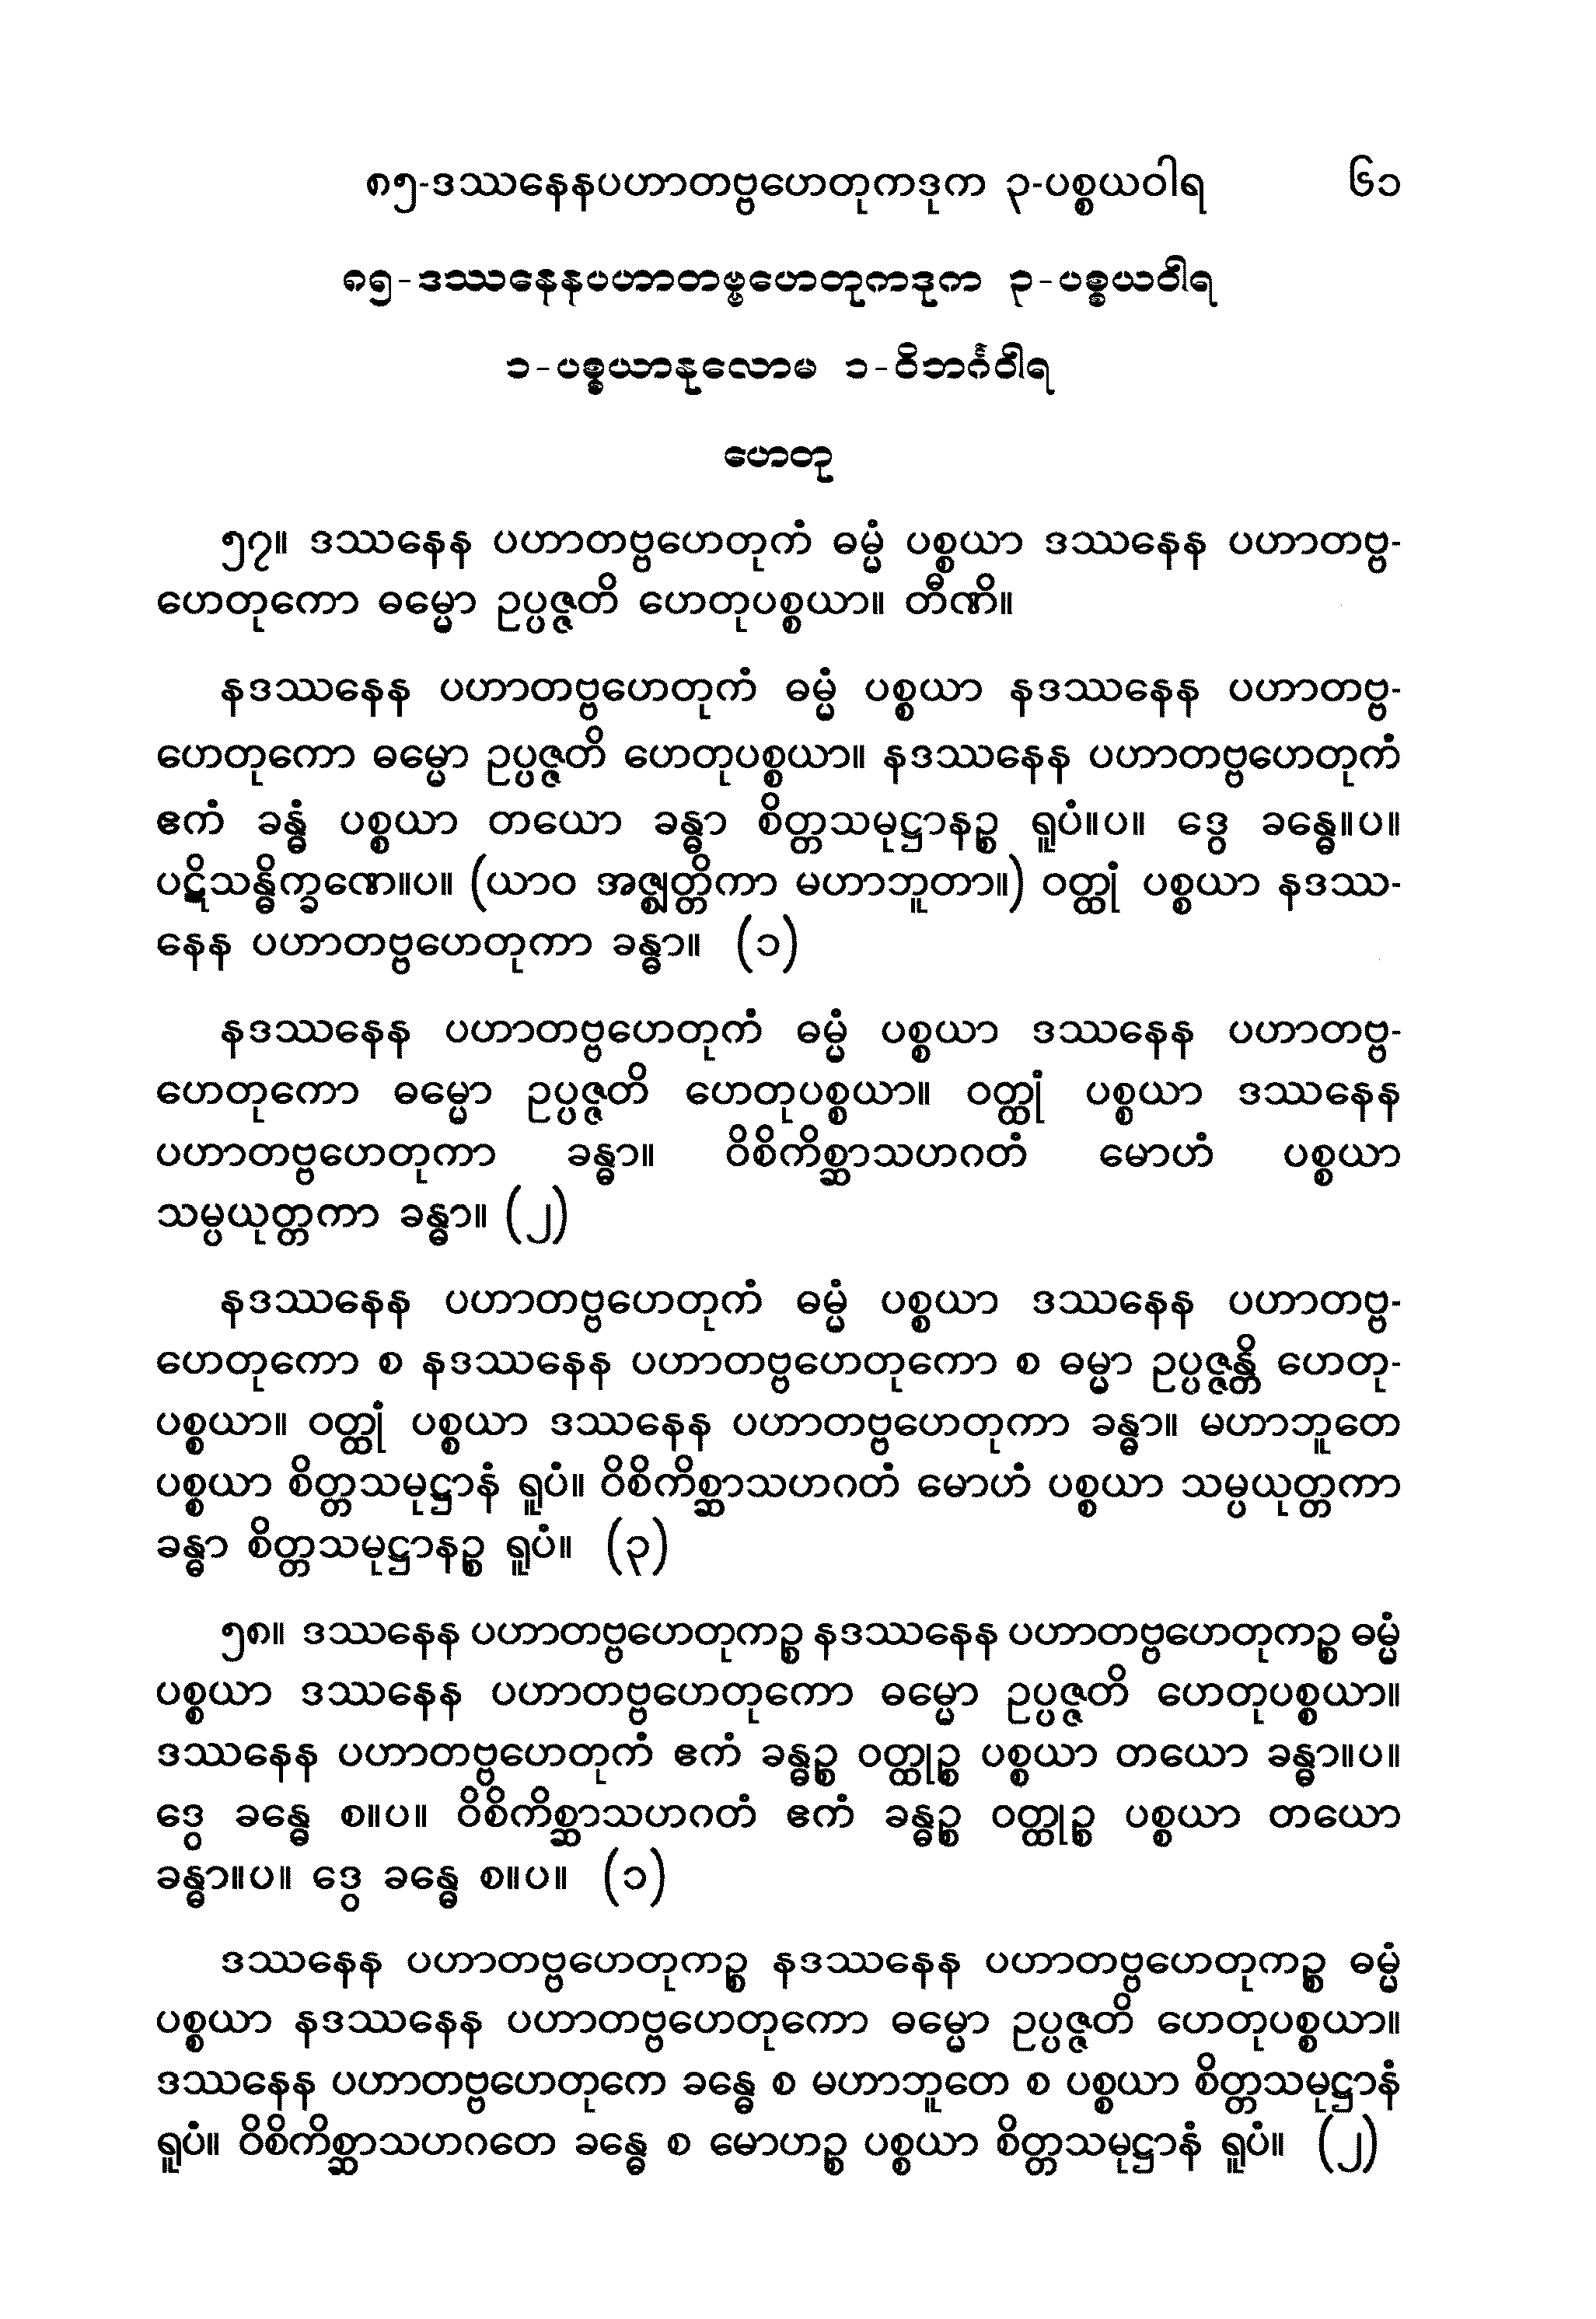 ၈၅-ဒဿနေနပဟာတဗ္ဗဟေတုကဒုက ၃-ပစ္စယဝါရ ၆၁
၈၅-ဒဿနေနပဟာတဗ္ဗဟေတုကဒုက ၃-ပစ္စယဝါရ
၁-ပစ္စယာနုလောမ ၁-ဝိဘင်္ဂဝါရ
ဟေတု
၅၇။ ဒဿနေန ပဟာတဗ္ဗဟေတုကံ ဓမ္မံ ပစ္စယာ ဒဿနေန ပဟာတဗ္ဗ-
ဟေတုကော ဓမ္မော ဥပ္ပဇ္ဇတိ ဟေတုပစ္စယာ။ တီဏိ။
နဒဿနေန ပဟာတဗ္ဗဟေတုကံ ဓမ္မံ ပစ္စယာ နဒဿနေန ပဟာတဗ္ဗ-
ဟေတုကော ဓမ္မော ဥပ္ပဇ္ဇတိ ဟေတုပစ္စယာ။ နဒဿနေန ပဟာတဗ္ဗဟေတုကံ
ဧကံ ခန္ဓံ ပစ္စယာ တယော ခန္ဓာ စိတ္တသမုဋ္ဌာနဉ္စ ရူပံ။ပ။ ဒွေ ခန္ဓေ။ပ။
ပဋိသန္ဓိက္ခဏေ။ပ။ (ယာဝ အဇ္ဈတ္တိကာ မဟာဘူတာ။) ဝတ္ထုံ ပစ္စယာ နဒဿ-
နေန ပဟာတဗ္ဗဟေတုကာ ခန္ဓာ။ (၁)
နဒဿနေန ပဟာတဗ္ဗဟေတုကံ ဓမ္မံ ပစ္စယာ ဒဿနေန ပဟာတဗ္ဗ-
ဟေတုကော ဓမ္မော ဥပ္ပဇ္ဇတိ ဟေတုပစ္စယာ။ ဝတ္ထုံ ပစ္စယာ ဒဿနေန
ပဟာတဗ္ဗဟေတုကာ ခန္ဓာ။ ဝိစိကိစ္ဆာသဟဂတံ မောဟံ ပစ္စယာ
သမ္ပယုတ္တကာ ခန္ဓာ။ (၂)
နဒဿနေန ပဟာတဗ္ဗဟေတုကံ ဓမ္မံ ပစ္စယာ ဒဿနေန ပဟာတဗ္ဗ-
ဟေတုကော စ နဒဿနေန ပဟာတဗ္ဗဟေတုကော စ ဓမ္မာ ဥပ္ပဇ္ဇန္တိ ဟေတု-
ပစ္စယာ။ ဝတ္ထုံ ပစ္စယာ ဒဿနေန ပဟာတဗ္ဗဟေတုကာ ခန္ဓာ။ မဟာဘူတေ
ပစ္စယာ စိတ္တသမုဋ္ဌာနံ ရူပံ။ ဝိစိကိစ္ဆာသဟဂတံ မောဟံ ပစ္စယာ သမ္ပယုတ္တကာ
ခန္ဓာ စိတ္တသမုဋ္ဌာနဉ္စ ရူပံ။ (၃)
၅၈။ ဒဿနေန ပဟာတဗ္ဗဟေတုကဉ္စ နဒဿနေန ပဟာတဗ္ဗဟေတုကဉ္စ ဓမ္မံ
ပစ္စယာ ဒဿနေန ပဟာတဗ္ဗဟေတုကော ဓမ္မော ဥပ္ပဇ္ဇတိ ဟေတုပစ္စယာ။
ဒဿနေန ပဟာတဗ္ဗဟေတုကံ ဧကံ ခန္ဓဉ္စ ဝတ္ထုဉ္စ ပစ္စယာ တယော ခန္ဓာ။ပ။
ဒွေ ခန္ဓေ စ။ပ။ ဝိစိကိစ္ဆာသဟဂတံ ဧကံ ခန္ဓဉ္စ ဝတ္ထုဉ္စ ပစ္စယာ တယော
ခန္ဓာ။ပ။ ဒွေ ခန္ဓေ စ။ပ။ (၁)
ဒဿနေန ပဟာတဗ္ဗဟေတုကဉ္စ နဒဿနေန ပဟာတဗ္ဗဟေတုကဉ္စ ဓမ္မံ
ပစ္စယာ နဒဿနေန ပဟာတဗ္ဗဟေတုကော ဓမ္မော ဥပ္ပဇ္ဇတိ ဟေတုပစ္စယာ။
ဒဿနေန ပဟာတဗ္ဗဟေတုကေ ခန္ဓေ စ မဟာဘူတေ စ ပစ္စယာ စိတ္တသမုဋ္ဌာနံ
ရူပံ။ ဝိစိကိစ္ဆာသဟဂတေ ခန္ဓေ စ မောဟဉ္စ ပစ္စယာ စိတ္တသမုဋ္ဌာနံ ရူပံ။ (၂)